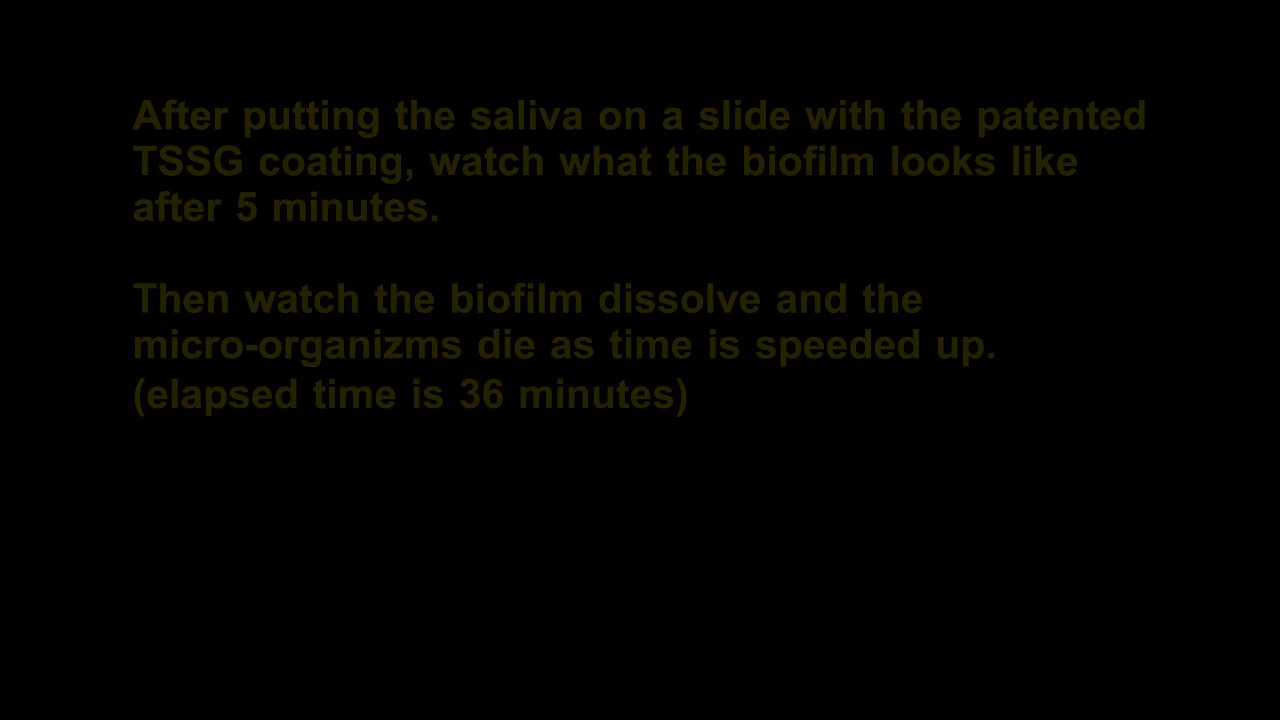 After putting the saliva on a slide with the patented
TSSG coating, watch what the biofilm looks like
after 5 minutes.
Then watch the biofilm dissolve and the
micro-organizms die as time is speeded up.
(elapsed time is 36 minutes)